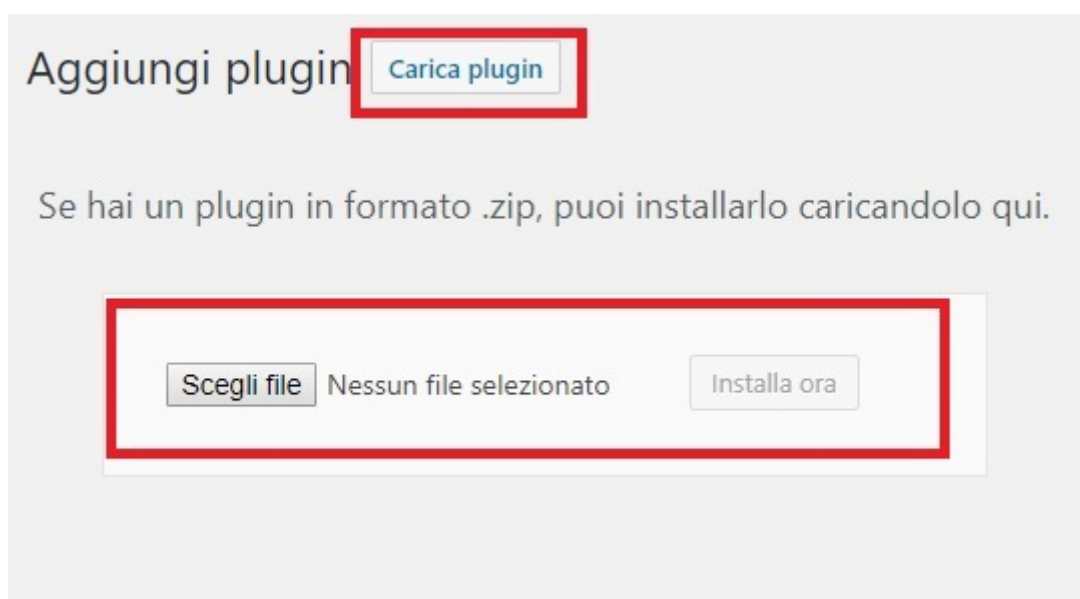 Aggiungi plugin Carica plugin
Se hai un plugin in formato .zip, puoi installarlo caricandolo qui.
Scegli file Nessun file selezionato Installa ora